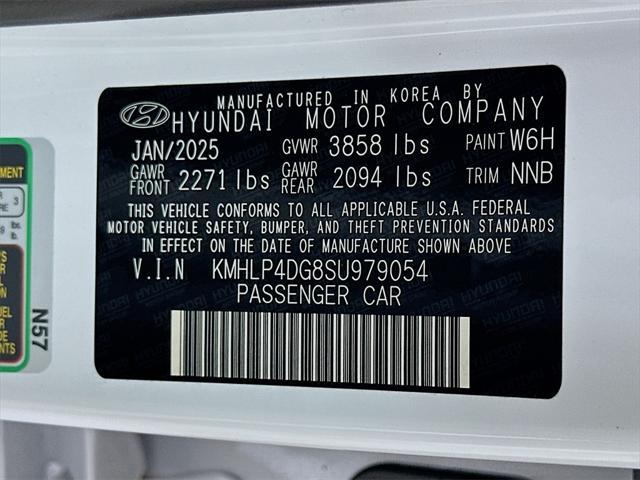 MANUFACTURED IN KOREA BY
HYUNDAI MOTOR COMPANY
JAN/2025 GVWR 3858 lbs PAINT W6H
GAWR FRONT 2271 lbs GAWR REAR 2094 lbs TRIM NNB
THIS VEHICLE CONFORMS TO ALL APPLICABLE U.S.A. FEDERAL
MOTOR VEHICLE SAFETY, BUMPER, AND THEFT PREVENTION STANDARDS
IN EFFECT ON THE DATE OF MANUFACTURE SHOWN ABOVE
V.I.N KMHLP4DG8SU979054
PASSENGER CAR
N57